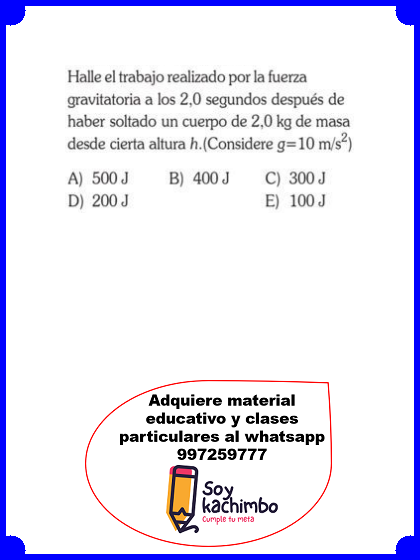 Halle el trabajo realizado por la fuerza
gravitatoria a los 2,0 segundos después de
haber soltado un cuerpo de 2,0 kg de masa
desde cierta altura h.(Considere g=10 m/s²)
A) 500 J B) 400 J C) 300 J
D) 200 J E) 100 J
Adquiere material
educativo y clases
particulares al whatsapp
997259777
Soy
kachimbo
Cumple tu meta